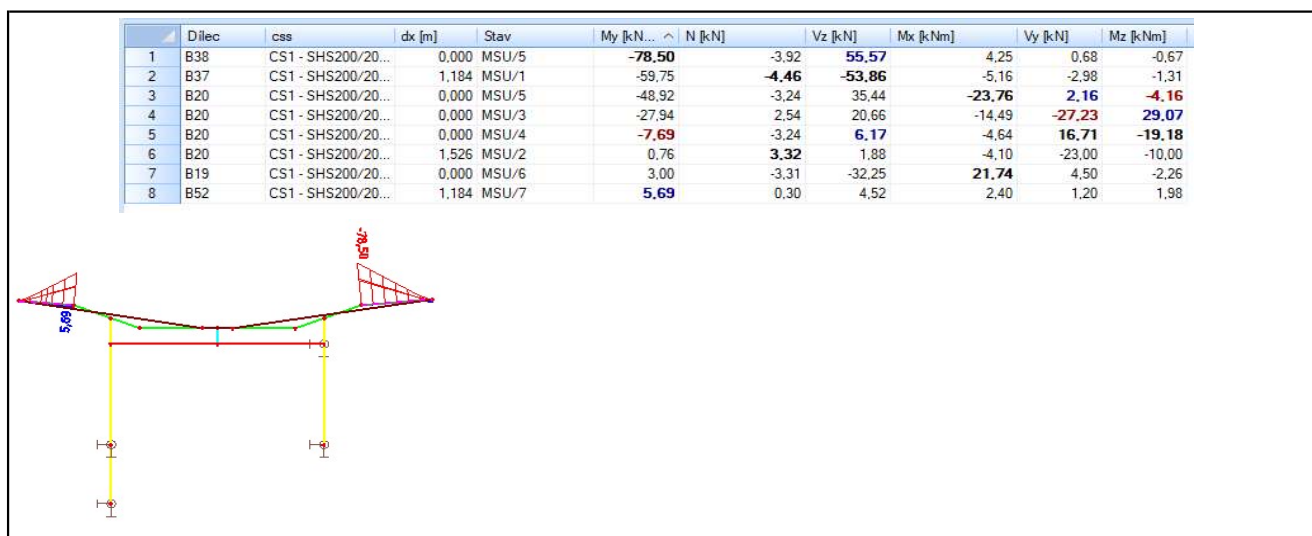 Dílec css dx [m] Stav My [kN... N [kN] Vz [kN] Mx [kNm] Vy [kN] Mz [kNm]
1 B38 CS1 - SHS200/20... 0,000 MSU/5 -78,50 -3,92 55,57 4,25 0,68 -0,67
2 B37 CS1 - SHS200/20... 1,184 MSU/1 -59,75 -4,46 -53,86 -5,16 -2,98 -1,31
3 B20 CS1 - SHS200/20... 0,000 MSU/5 -48,92 -3,24 35,44 -23,76 2,16 -4,16
4 B20 CS1 - SHS200/20... 0,000 MSU/3 -27,94 2,54 20,66 -14,49 -27,23 29,07
5 B20 CS1 - SHS200/20... 0,000 MSU/4 -7,69 -3,24 6,17 -4,64 16,71 -19,18
6 B20 CS1 - SHS200/20... 1,526 MSU/2 0,76 3,32 1,88 -4,10 -23,00 -10,00
7 B19 CS1 - SHS200/20... 0,000 MSU/6 3,00 -3,31 -32,25 21,74 4,50 -2,26
8 B52 CS1 - SHS200/20... 1,184 MSU/7 5,69 0,30 4,52 2,40 1,20 1,98
-78,50
5,69